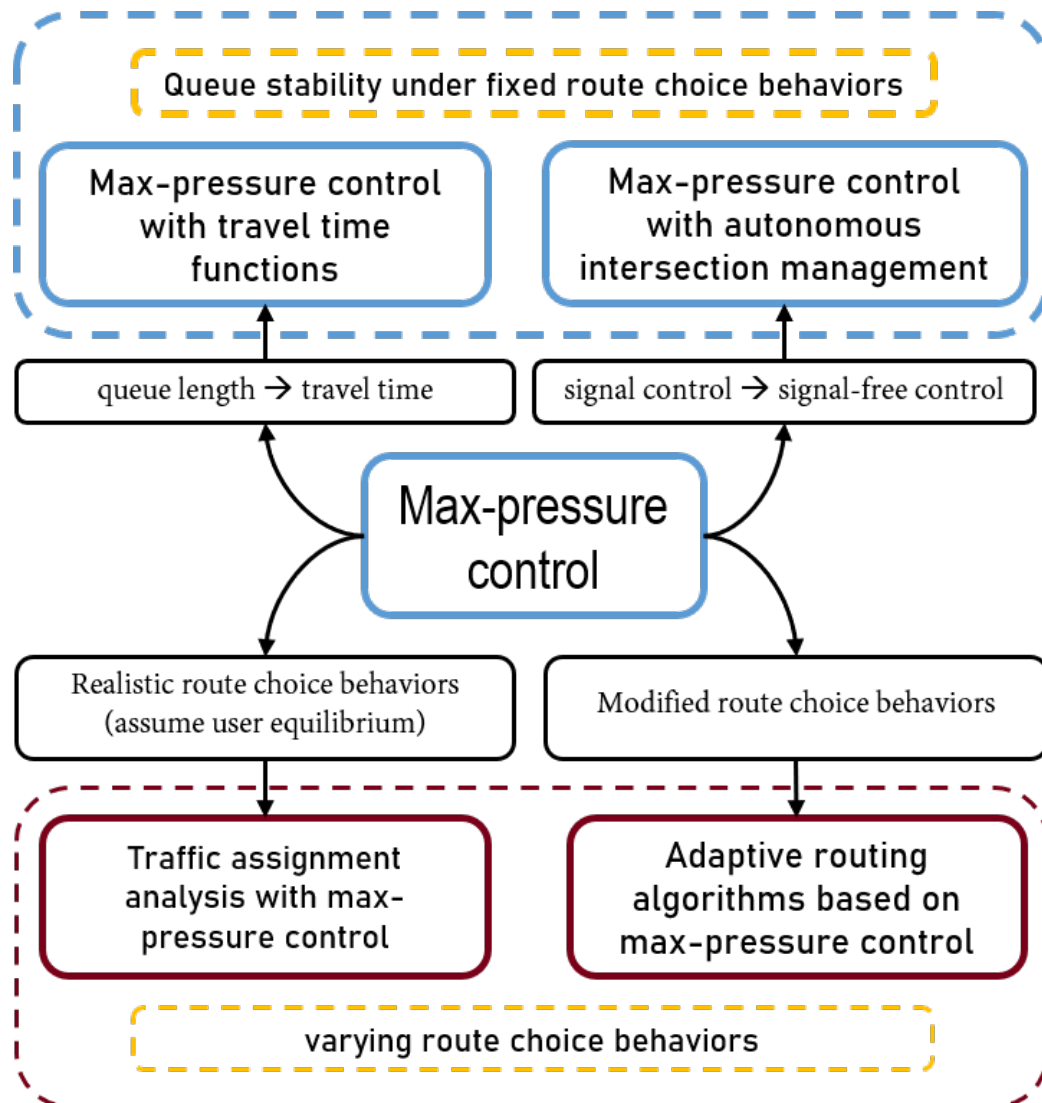 Queue stability under fixed route choice behaviors
Max-pressure control
with travel time
functions
Max-pressure control
with autonomous
intersection management
queue length → travel time
signal control → signal-free control
Max-pressure
control
Realistic route choice behaviors
(assume user equilibrium)
Modified route choice behaviors
Traffic assignment
analysis with max-
pressure control
Adaptive routing
algorithms based on
max-pressure control
varying route choice behaviors